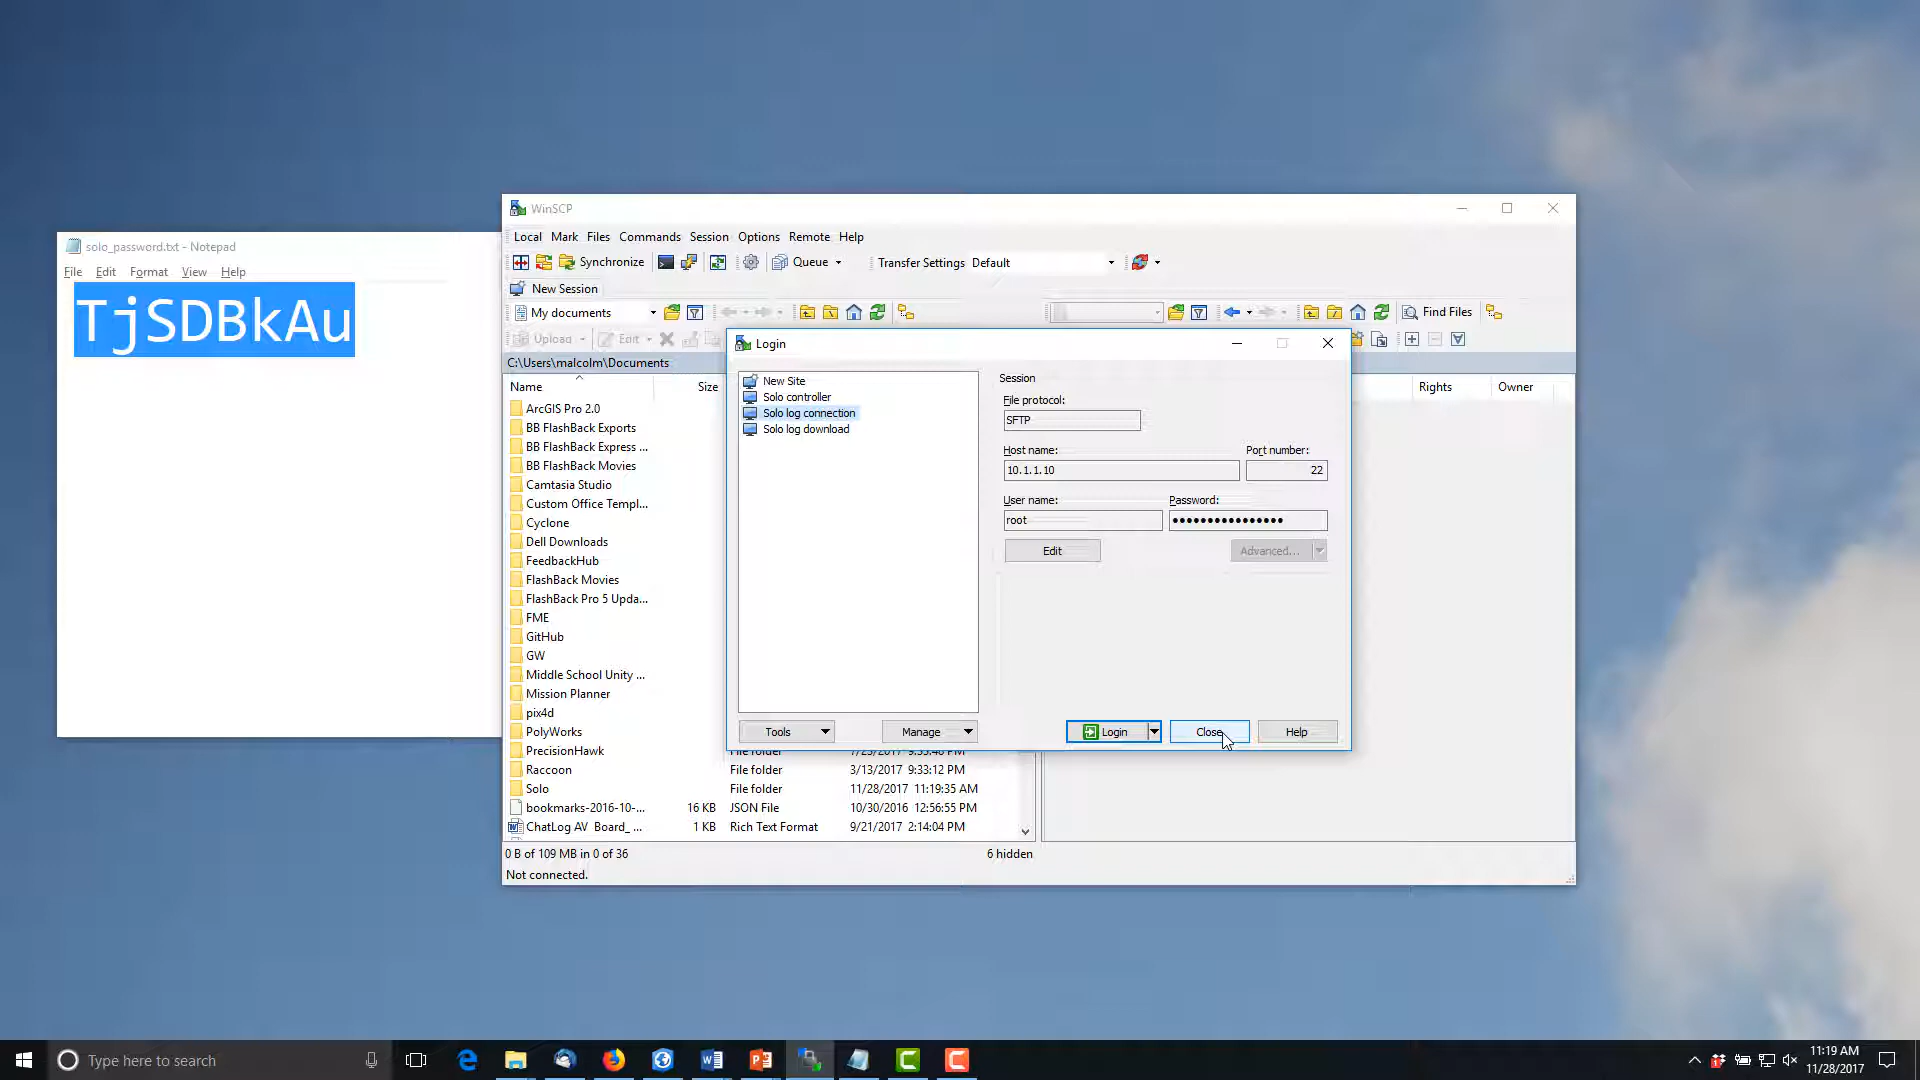 solo_password.txt - Notepad
File Edit Format View Help
TjSDBkAu
WinSCP
Local Mark Files Commands Session Options Remote Help
Synchronize
Queue
Transfer Settings Default
New Session
My documents
Find Files
Upload
Edit
C:\Users\malcolm\Documents
Name Size
Rights Owner
ArcGIS Pro 2.0
BB FlashBack Exports
BB FlashBack Express ...
BB FlashBack Movies
Camtasia Studio
Custom Office Templ...
Cyclone
Dell Downloads
FeedbackHub
FlashBack Movies
FlashBack Pro 5 Upda...
FME
GitHub
GW
Middle School Unity ...
Mission Planner
pix4d
PolyWorks
PrecisionHawk
Raccoon File folder 3/13/2017 9:33:12 PM
Solo File folder 11/28/2017 11:19:35 AM
bookmarks-2016-10-... 16 KB JSON File 10/30/2016 12:56:55 PM
ChatLog AV Board_ ... 1 KB Rich Text Format 9/21/2017 2:14:04 PM
0 B of 109 MB in 0 of 36
6 hidden
Not connected.
Login
New Site
Solo controller
Solo log connection
Solo log download
Session
File protocol:
SFTP
Host name: Port number:
10.1.1.10 22
User name: Password:
root ••••••••••••••••
Edit Advanced...
Tools Manage Login Close Help
Type here to search
11:19 AM
11/28/2017